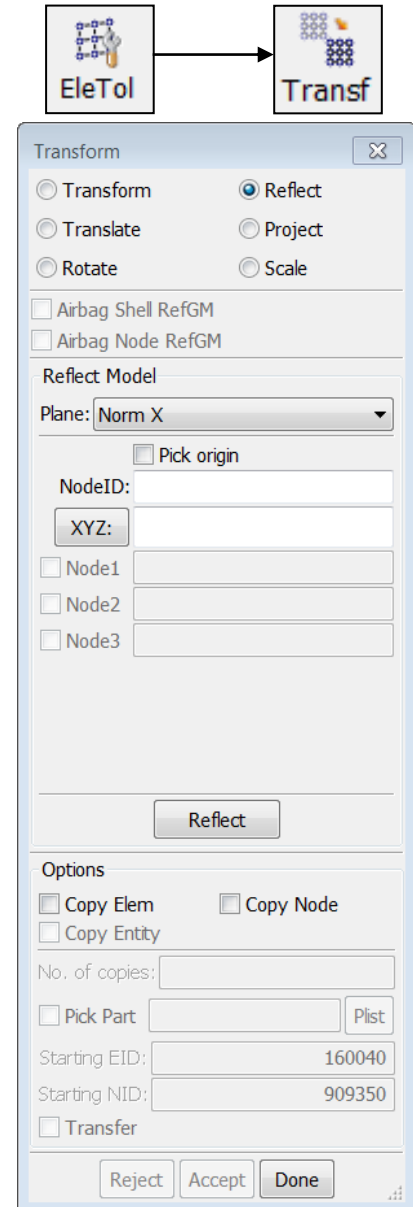 EleTol Transf
Transform
Transform Reflect
Translate Project
Rotate Scale
Airbag Shell RefGM
Airbag Node RefGM
Reflect Model
Plane: Norm X
Pick origin
NodeID:
XYZ:
Node1
Node2
Node3
Reflect
Options
Copy Elem Copy Node
Copy Entity
No. of copies:
Pick Part Plist
Starting EID: 160040
Starting NID: 909350
Transfer
Reject Accept Done